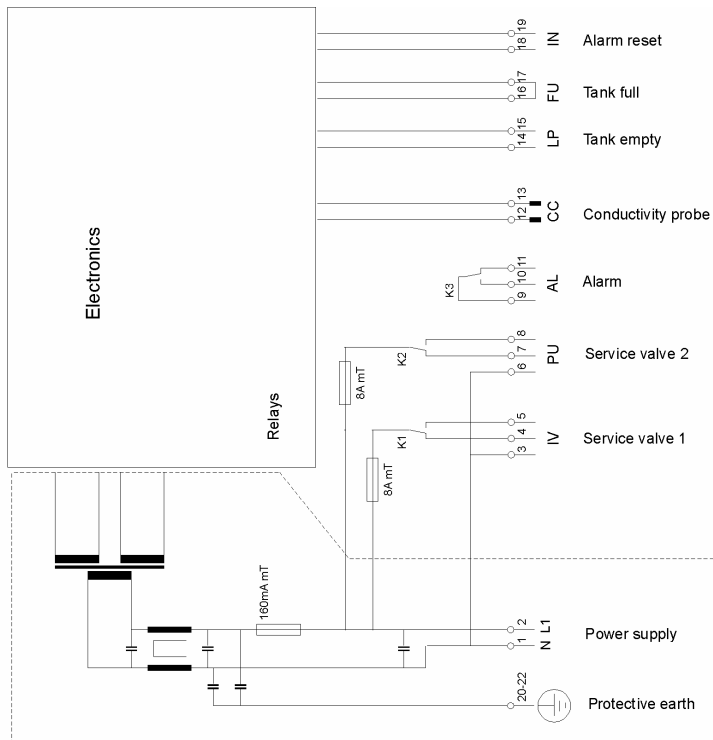 19
18
IN
Alarm reset
17
16
FU
Tank full
15
14
LP
Tank empty
13
12
CC
Conductivity probe
11
10
9
AL
Alarm
K3
8
7
6
PU
Service valve 2
K2
8A mT
5
4
3
IV
Service valve 1
K1
8A mT
Electronics
Relays
160mA mT
2
L1
1
N
Power supply
20-22
Protective earth